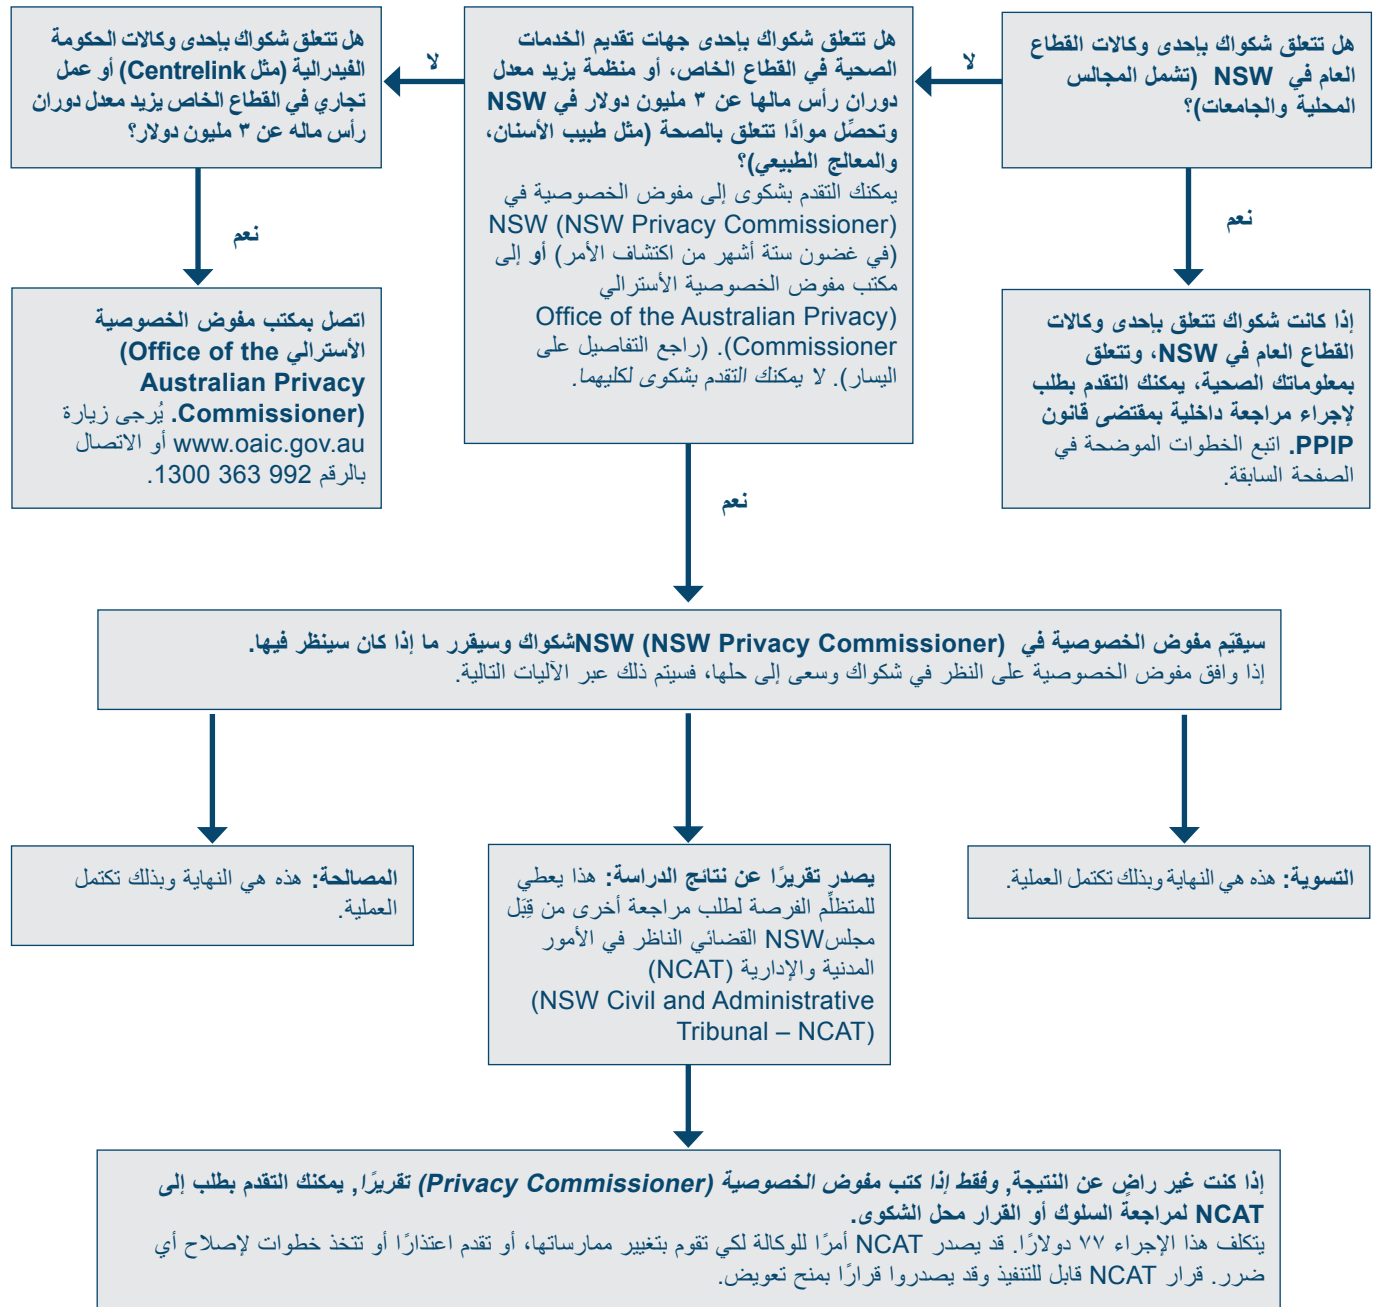 هل تتعلق شكواك بإحدى وكالات القطاع
العام في NSW (تشمل المجالس
المحلية والجامعات)؟
لا
هل تتعلق شكواك بإحدى جهات تقديم الخدمات
الصحية في القطاع الخاص، أو منظمة يزيد معدل
دوران رأس مالها عن ٣ مليون دولار في NSW
وتحصِّل موادًا تتعلق بالصحة (مثل طبيب الأسنان،
والمعالج الطبيعي)؟
يمكنك التقدم بشكوى إلى مفوض الخصوصية في
NSW (NSW Privacy Commissioner)
(في غضون ستة أشهر من اكتشاف الأمر) أو إلى
مكتب مفوض الخصوصية الأسترالي
(Office of the Australian Privacy
Commissioner). (راجع التفاصيل على
اليسار). لا يمكنك التقدم بشكوى لكليهما.
لا
هل تتعلق شكواك بإحدى وكالات الحكومة
الفيدرالية (مثل Centrelink) أو عمل
تجاري في القطاع الخاص يزيد معدل دوران
رأس ماله عن ٣ مليون دولار؟
نعم
نعم
نعم
إذا كانت شكواك تتعلق بإحدى وكالات
القطاع العام في NSW، وتتعلق
بمعلوماتك الصحية، يمكنك التقدم بطلب
لإجراء مراجعة داخلية بمقتضى قانون
PPIP. اتبع الخطوات الموضحة في
الصفحة السابقة.
اتصل بمكتب مفوض الخصوصية
الأسترالي (Office of the
Australian Privacy
Commissioner). يُرجى زيارة
www.oaic.gov.au أو الاتصال
بالرقم 1300 363 992.
سيقيّم مفوض الخصوصية في NSW (NSW Privacy Commissioner) شكواك وسيقرر ما إذا كان سينظر فيها.
إذا وافق مفوض الخصوصية على النظر في شكواك وسعى إلى حلها، فسيتم ذلك عبر الآليات التالية.
التسوية: هذه هي النهاية وبذلك تكتمل العملية.
يصدر تقريرًا عن نتائج الدراسة: هذا يعطي
للمتظلِّم الفرصة لطلب مراجعة أخرى من قِبَل
مجلس NSW القضائي الناظر في الأمور
المدنية والإدارية (NCAT)
(NSW Civil and Administrative
Tribunal – NCAT)
المصالحة: هذه هي النهاية وبذلك تكتمل
العملية.
إذا كنت غير راضٍ عن النتيجة, وفقط إذا كتب مفوض الخصوصية (Privacy Commissioner) تقريرًا, يمكنك التقدم بطلب إلى
NCAT لمراجعة السلوك أو القرار محل الشكوى.
يتكلف هذا الإجراء ٧٧ دولارًا. قد يصدر NCAT أمرًا للوكالة لكي تقوم بتغيير ممارساتها، أو تقدم اعتذارًا أو تتخذ خطوات لإصلاح أي
ضرر. قرار NCAT قابل للتنفيذ وقد يصدروا قرارًا بمنح تعويض.